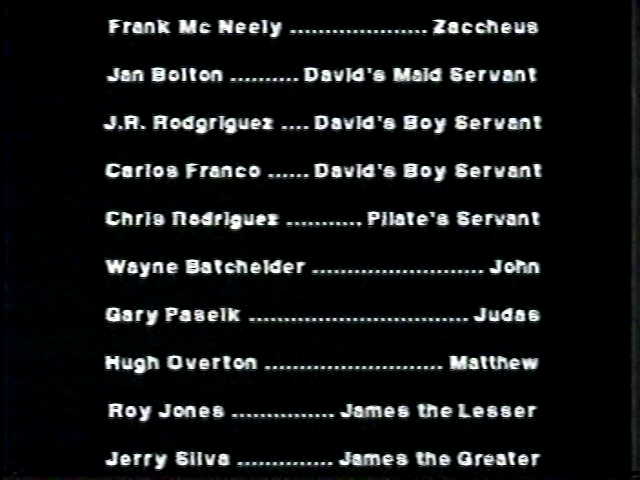 Frank Mc Neely .................... Zaccheus
Jan Bolton .......... David's Maid Servant
J.R. Rodgriguez .... David's Boy Servant
Carlos Franco ...... David's Boy Servant
Chris Rodriguez ........... Pilate's Servant
Wayne Batchelder ......................... John
Gary Paselk ................................ Judas
Hugh Overton .......................... Matthew
Roy Jones ............... James the Lesser
Jerry Silva .............. James the Greater